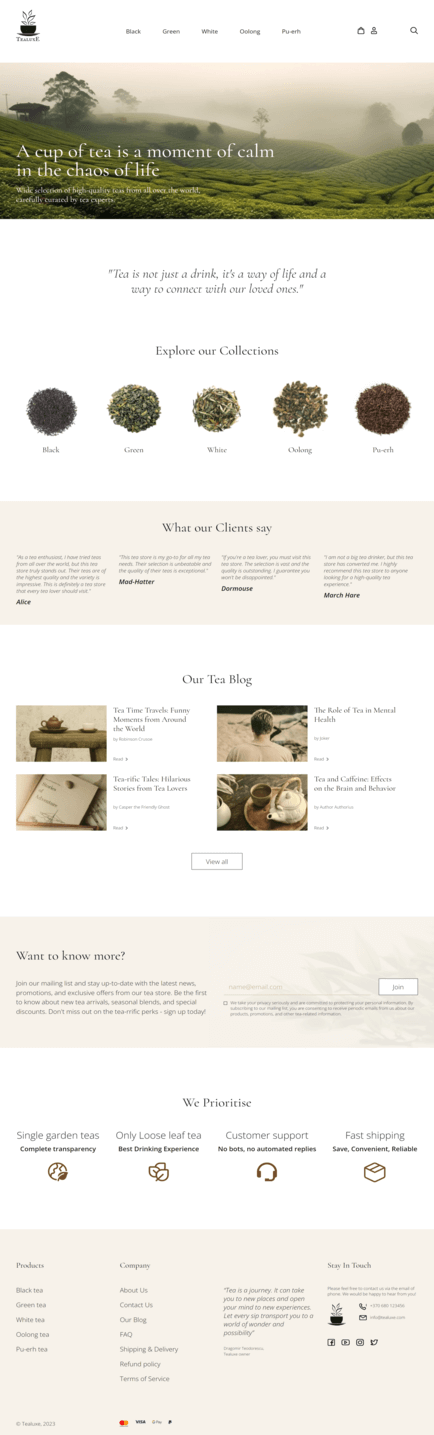 TEALUXE
Black
Green
White
Oolong
Pu-erh
A cup of tea is a moment of calm
in the chaos of life
Wide selection of high-quality teas from all over the world,
carefully curated by tea experts.
"Tea is not just a drink, it's a way of life and a
way to connect with our loved ones."
Explore our Collections
Black
Green
White
Oolong
Pu-erh
What our Clients say
"As a tea enthusiast, I have tried teas
from all over the world, but this tea
store truly stands out. Their teas are of
the highest quality and the variety is
impressive. This is definitely a tea store
that every tea lover should visit."
Alice
"This tea store is my go-to for all my tea
needs. Their selection is unbeatable and
the quality of their teas is exceptional."
Mad-Hatter
"If you're a tea lover, you must visit this
tea store. The selection is vast and the
quality is outstanding. I guarantee you
won't be disappointed."
Dormouse
"I am not a big tea drinker, but this tea
store has converted me. I highly
recommend this tea store to anyone
looking for a high-quality tea
experience."
March Hare
Our Tea Blog
Tea Time Travels: Funny
Moments from Around
the World
by Robinson Crusoe
Read
The Role of Tea in Mental
Health
by Joker
Read
Tea-rific Tales: Hilarious
Stories from Tea Lovers
by Casper the Friendly Ghost
Read
Tea and Caffeine: Effects
on the Brain and Behavior
by Author Authorius
Read
View all
Want to know more?
Join our mailing list and stay up-to-date with the latest news,
promotions, and exclusive offers from our tea store. Be the first
to know about new tea arrivals, seasonal blends, and special
discounts. Don't miss out on the tea-rrific perks - sign up today!
name@email.com
Join
We take your privacy seriously and are committed to protecting your personal information. By
subscribing to our mailing list, you are consenting to receive periodic emails from us about our
products, promotions, and other tea-related information.
We Prioritise
Single garden teas
Complete transparency
Only Loose leaf tea
Best Drinking Experience
Customer support
No bots, no automated replies
Fast shipping
Save, Convenient, Reliable
Products
Black tea
Green tea
White tea
Oolong tea
Pu-erh tea
Company
About Us
Contact Us
Our Blog
FAQ
Shipping & Delivery
Refund policy
Terms of Service
"Tea is a journey. It can take
you to new places and open
your mind to new experiences.
Let every sip transport you to a
world of wonder and
possibility"
Tealuxe owner
Stay In Touch
Please feel free to contact us via the email of
phone. We would be happy to hear from you!
+370 680 123456
info@tealuxe.com
TEALUXE
© Tealuxe, 2023
VISA
G Pay